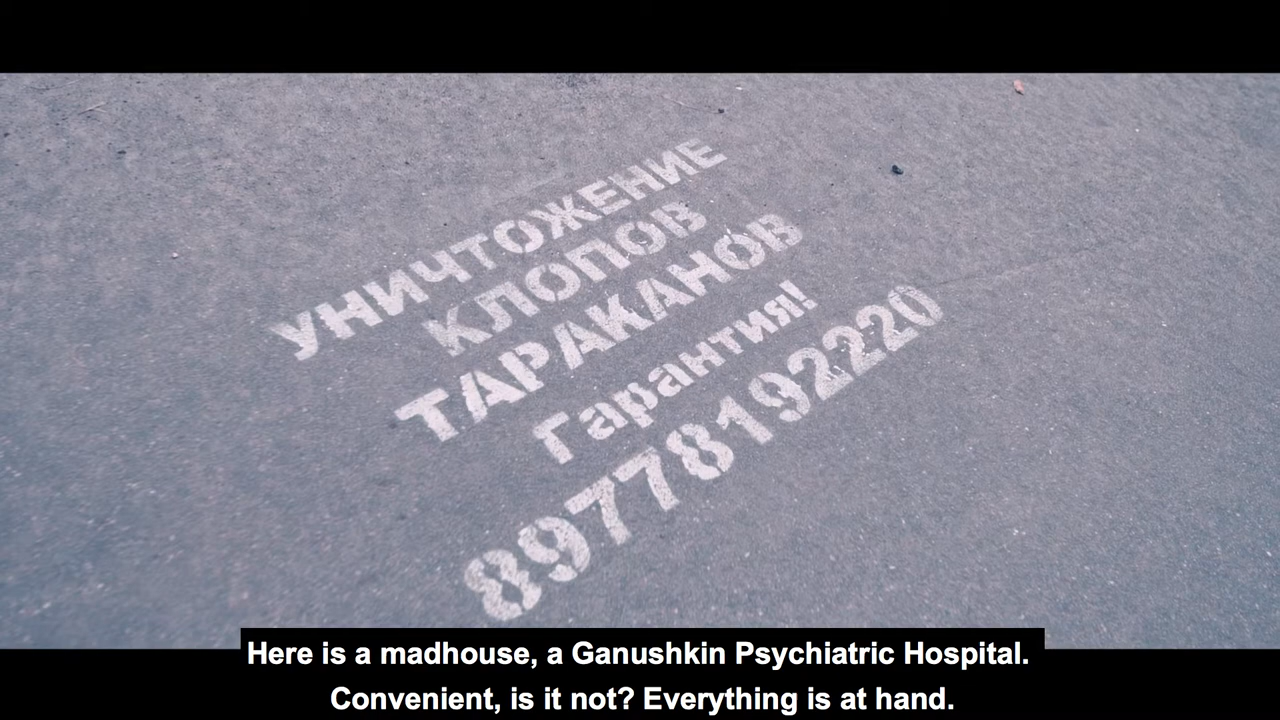 УНИЧТОЖЕНИЕ
КЛОПОВ
ТАРАКАНОВ
Гарантия!
89778192220
Here is a madhouse, a Ganushkin Psychiatric Hospital.
Convenient, is it not? Everything is at hand.